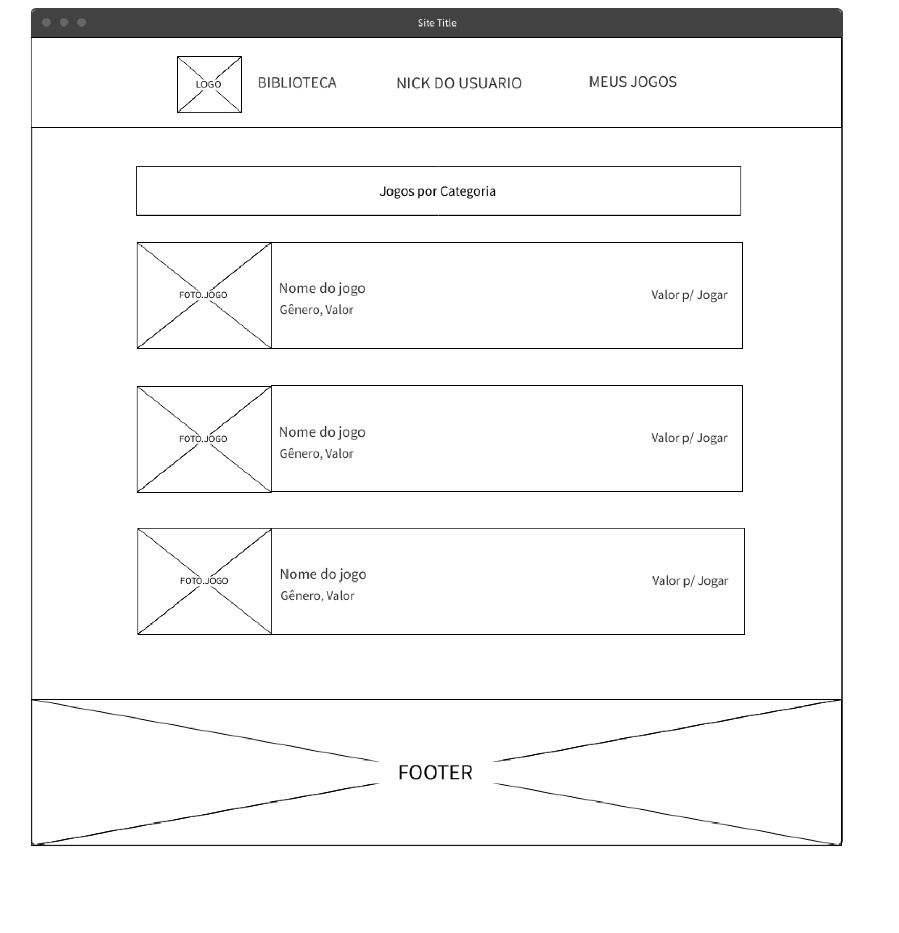 Site Title
LOGO
BIBLIOTECA
NICK DO USUARIO
MEUS JOGOS
Jogos por Categoria
FOTO.JOGO
Nome do jogo
Gênero, Valor
Valor p/ Jogar
FOTO.JOGO
Nome do jogo
Gênero, Valor
Valor p/ Jogar
FOTO.JOGO
Nome do jogo
Gênero, Valor
Valor p/ Jogar
FOOTER